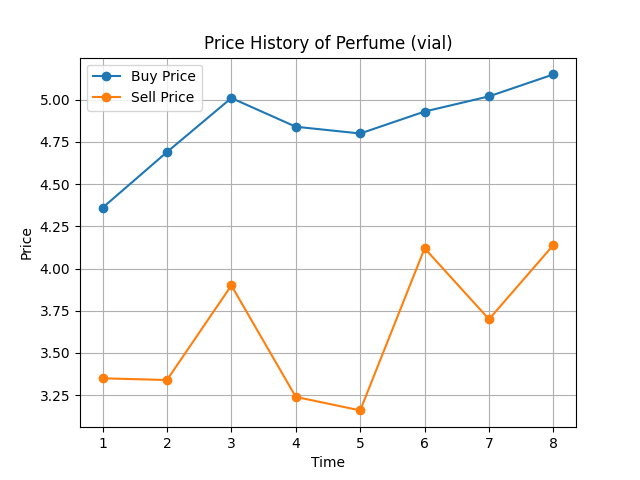 Price History of Perfume (vial)
Buy Price
Sell Price
5.00
4.75
4.50
4.25
4.00
3.75
3.50
3.25
Price
1 2 3 4 5 6 7 8
Time